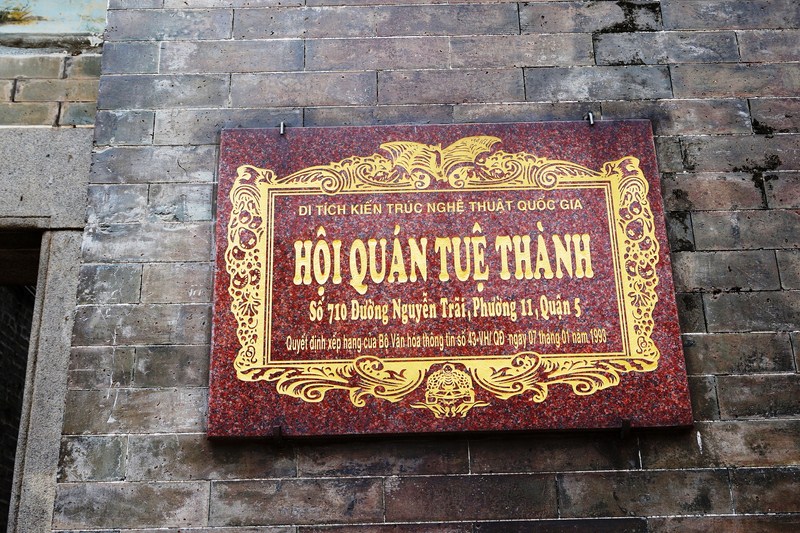 DI TÍCH KIẾN TRÚC NGHỆ THUẬT QUỐC GIA
HỘI QUÁN TUỆ THÀNH
Số 710 Đường Nguyễn Trãi, Phường 11, Quận 5
Quyết định xếp hạng của Bộ Văn hóa thông tin số 43-VH/QĐ ngày 07 tháng 01 năm 1993